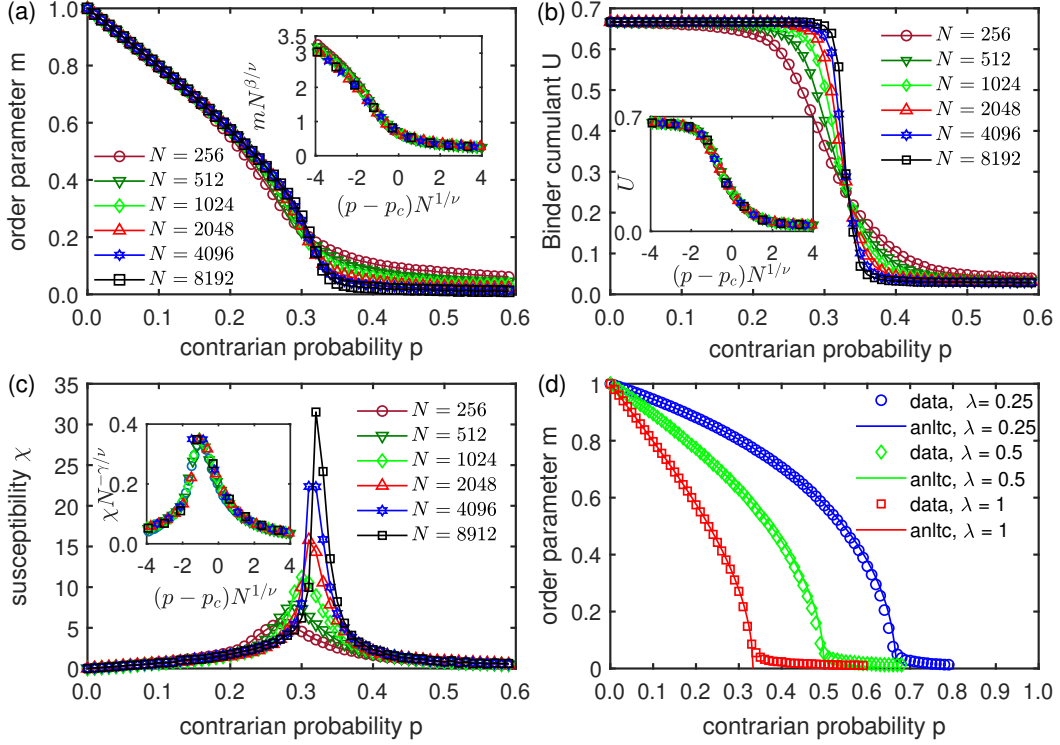 (a)
order parameter m
1.0
0.8
0.6
0.4
0.2
0.0
0.0 0.1 0.2 0.3 0.4 0.5 0.6
contrarian probability p
N = 256
N = 512
N = 1024
N = 2048
N = 4096
N = 8192
mN^{β/ν}
3.5
3
2
1
0
-4 -2 0 2 4
(p − p_c)N^{1/ν}
(b)
Binder cumulant U
0.7
0.6
0.5
0.4
0.3
0.2
0.1
0.0
0.0 0.1 0.2 0.3 0.4 0.5 0.6
contrarian probability p
N = 256
N = 512
N = 1024
N = 2048
N = 4096
N = 8192
U
0.7
0.0
-4 -2 0 2 4
(p − p_c)N^{1/ν}
(c)
susceptibility χ
35
30
25
20
15
10
5
0
0.0 0.1 0.2 0.3 0.4 0.5 0.6
contrarian probability p
N = 256
N = 512
N = 1024
N = 2048
N = 4096
N = 8912
χN^{−γ/ν}
0.4
0.2
0.0
-4 -2 0 2 4
(p − p_c)N^{1/ν}
(d)
order parameter m
1
0.8
0.6
0.4
0.2
0
0.0 0.1 0.2 0.3 0.4 0.5 0.6 0.7 0.8 0.9 1.0
contrarian probability p
data, λ= 0.25
anltc, λ= 0.25
data, λ= 0.5
anltc, λ= 0.5
data, λ= 1
anltc, λ= 1